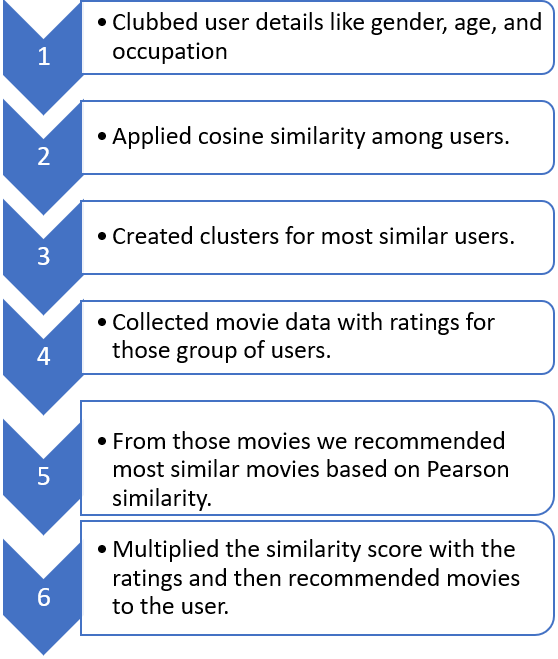 1
• Clubbed user details like gender, age, and
occupation
2
• Applied cosine similarity among users.
3
• Created clusters for most similar users.
4
• Collected movie data with ratings for
those group of users.
5
• From those movies we recommended
most similar movies based on Pearson
similarity.
6
• Multiplied the similarity score with the
ratings and then recommended movies
to the user.